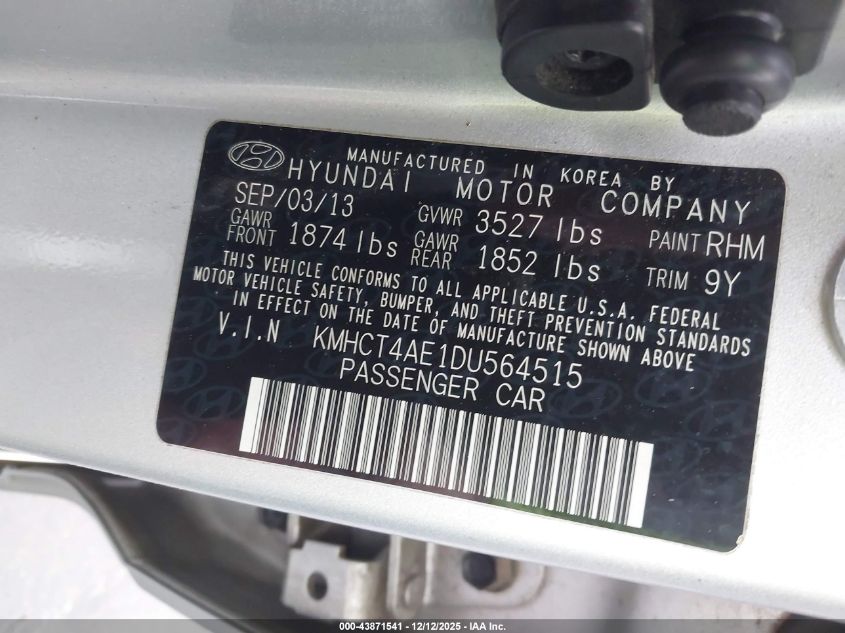 MANUFACTURED IN KOREA BY
HYUNDAI MOTOR COMPANY
SEP/03/13 GVWR 3527 lbs PAINT RHM
GAWR FRONT 1874 lbs GAWR REAR 1852 lbs TRIM 9Y
THIS VEHICLE CONFORMS TO ALL APPLICABLE U.S.A. FEDERAL
MOTOR VEHICLE SAFETY, BUMPER, AND THEFT PREVENTION STANDARDS
IN EFFECT ON THE DATE OF MANUFACTURE SHOWN ABOVE
V.I.N KMHCT4AE1DU564515
PASSENGER CAR
000-43871541 - 12/12/2025 - IAA Inc.